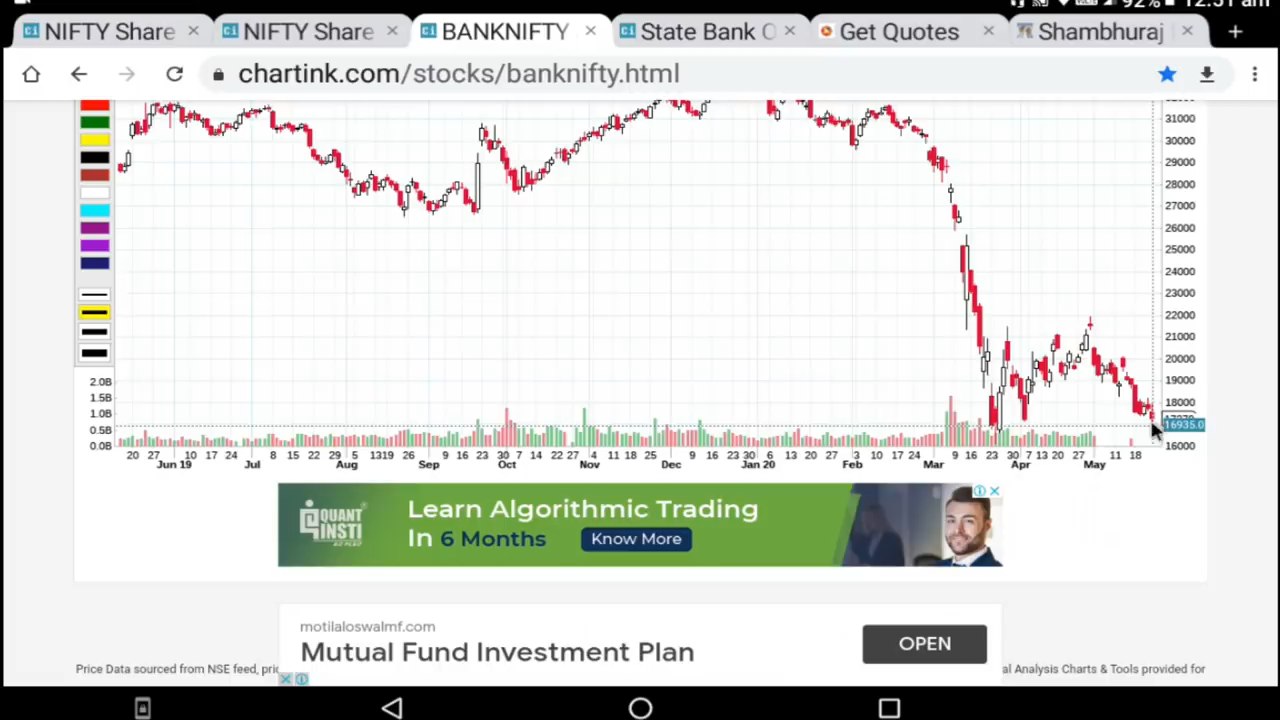 92% 12:31 am
NIFTY Share × NIFTY Share × BANKNIFTY × State Bank O × Get Quotes × Shambhuraj × +
chartink.com/stocks/banknifty.html
31000
30000
29000
28000
27000
26000
25000
24000
23000
22000
21000
20000
19000
18000
16935.0
16000
2.0B
1.5B
1.0B
0.5B
0.0B
20 27 10 17 24 8 15 22 29 5 1319 26 9 16 23 30 7 14 22 27 4 11 18 25 9 16 23 30 6 13 20 27 10 17 24 9 16 23 30 7 13 20 27 11 18
Jun 19 Jul Aug Sep Oct Nov Dec Jan 20 Feb Mar Apr May
QUANT INSTI
Learn Algorithmic Trading
In 6 Months Know More
motilaloswalmf.com
Mutual Fund Investment Plan
OPEN
Price Data sourced from NSE feed, pric
al Analysis Charts & Tools provided for